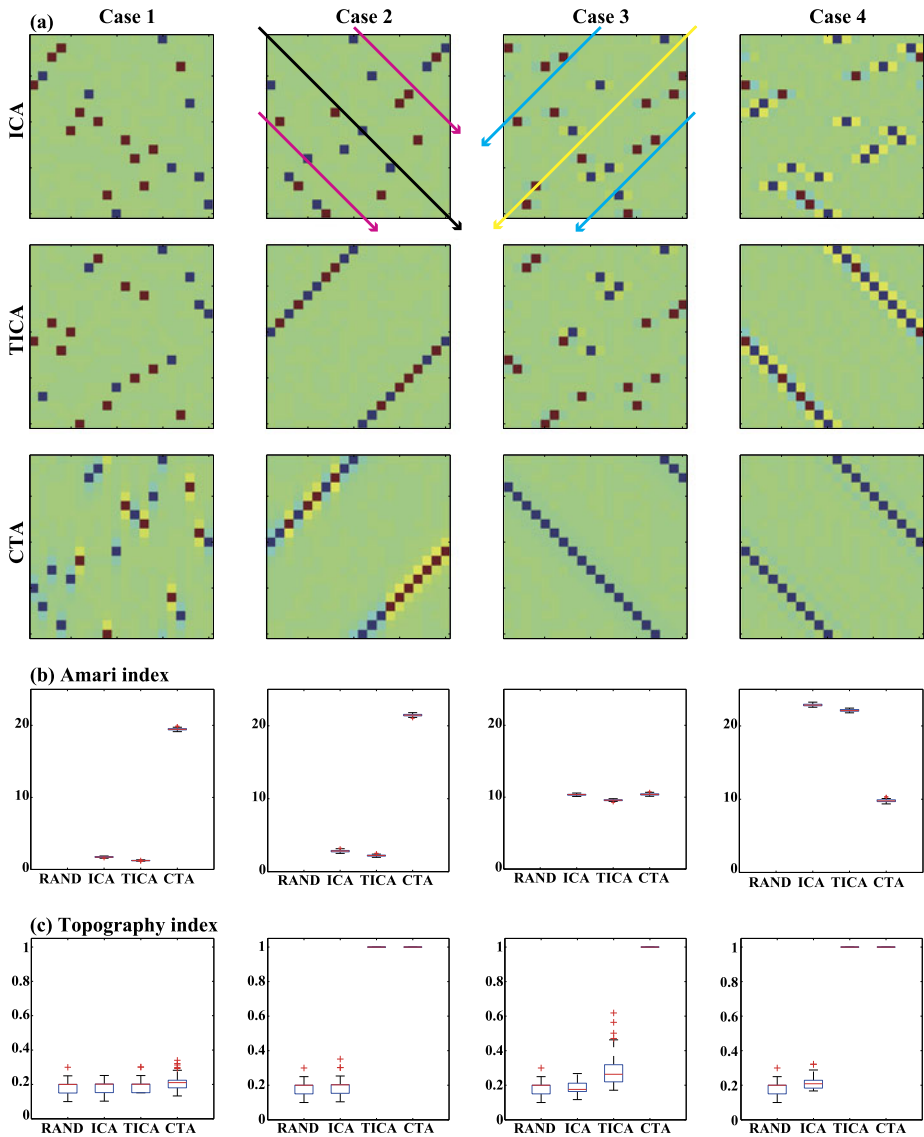 (a) Case 1 Case 2 Case 3 Case 4
ICA
TICA
CTA
(b) Amari index
20 20 20 20
10 10 10 10
0 0 0 0
RAND ICA TICA CTA RAND ICA TICA CTA RAND ICA TICA CTA RAND ICA TICA CTA
(c) Topography index
1 1 1 1
0.8 0.8 0.8 0.8
0.6 0.6 0.6 0.6
0.4 0.4 0.4 0.4
0.2 0.2 0.2 0.2
0 0 0 0
RAND ICA TICA CTA RAND ICA TICA CTA RAND ICA TICA CTA RAND ICA TICA CTA